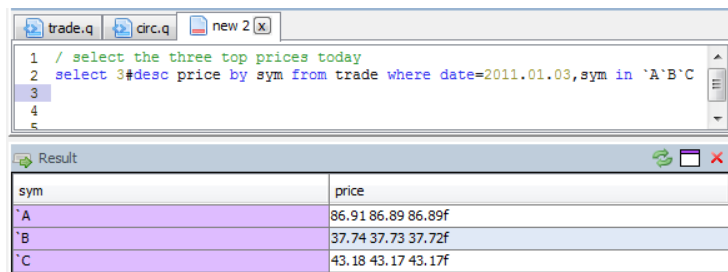 trade.q circ.q new 2 x
1 / select the three top prices today
2 select 3#desc price by sym from trade where date=2011.01.03,sym in `A`B`C
3
4
5
Result
sym price
`A 86.91 86.89 86.89f
`B 37.74 37.73 37.72f
`C 43.18 43.17 43.17f